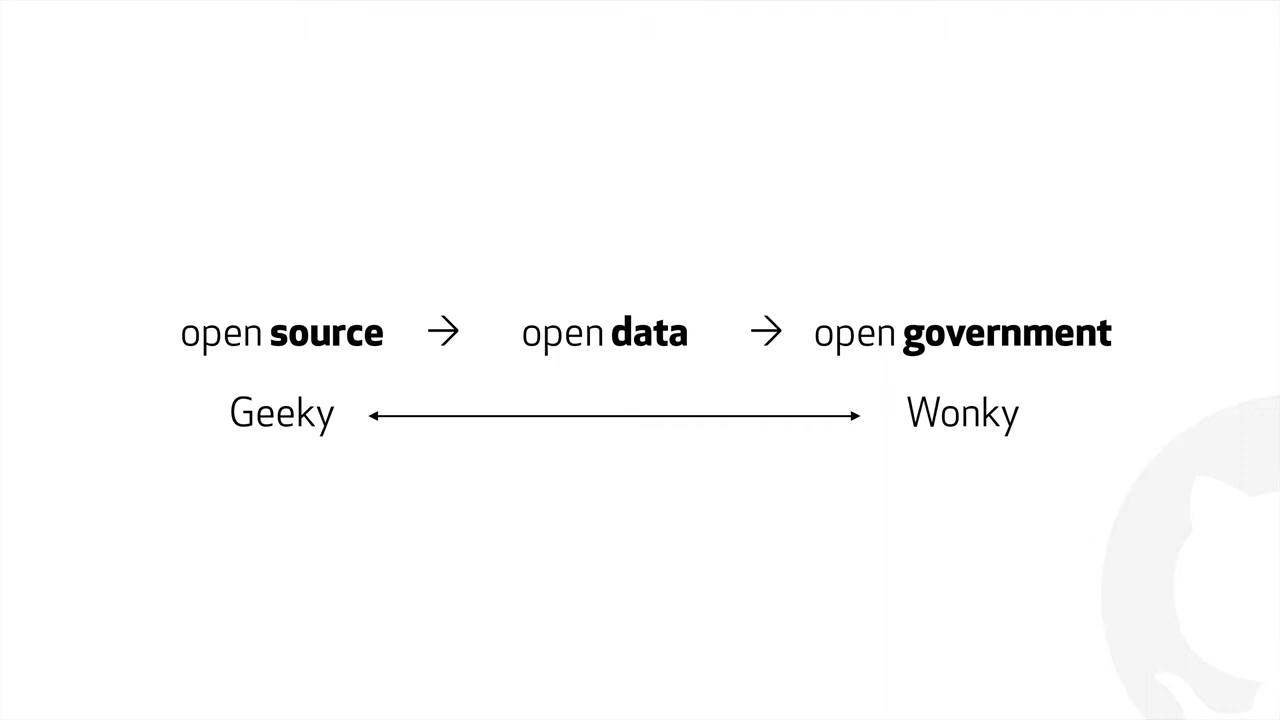 open source → open data → open government
Geeky ↔ Wonky